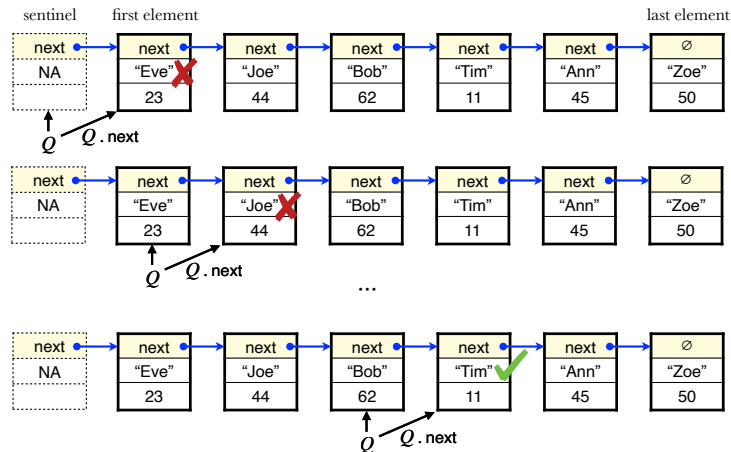 sentinel first element last element
next next next next next next ∅
NA "Eve" "Joe" "Bob" "Tim" "Ann" "Zoe"
23 44 62 11 45 50
Q Q.next
next next next next next next ∅
NA "Eve" "Joe" "Bob" "Tim" "Ann" "Zoe"
23 44 62 11 45 50
Q Q.next
...
next next next next next next ∅
NA "Eve" "Joe" "Bob" "Tim" "Ann" "Zoe"
23 44 62 11 45 50
Q Q.next